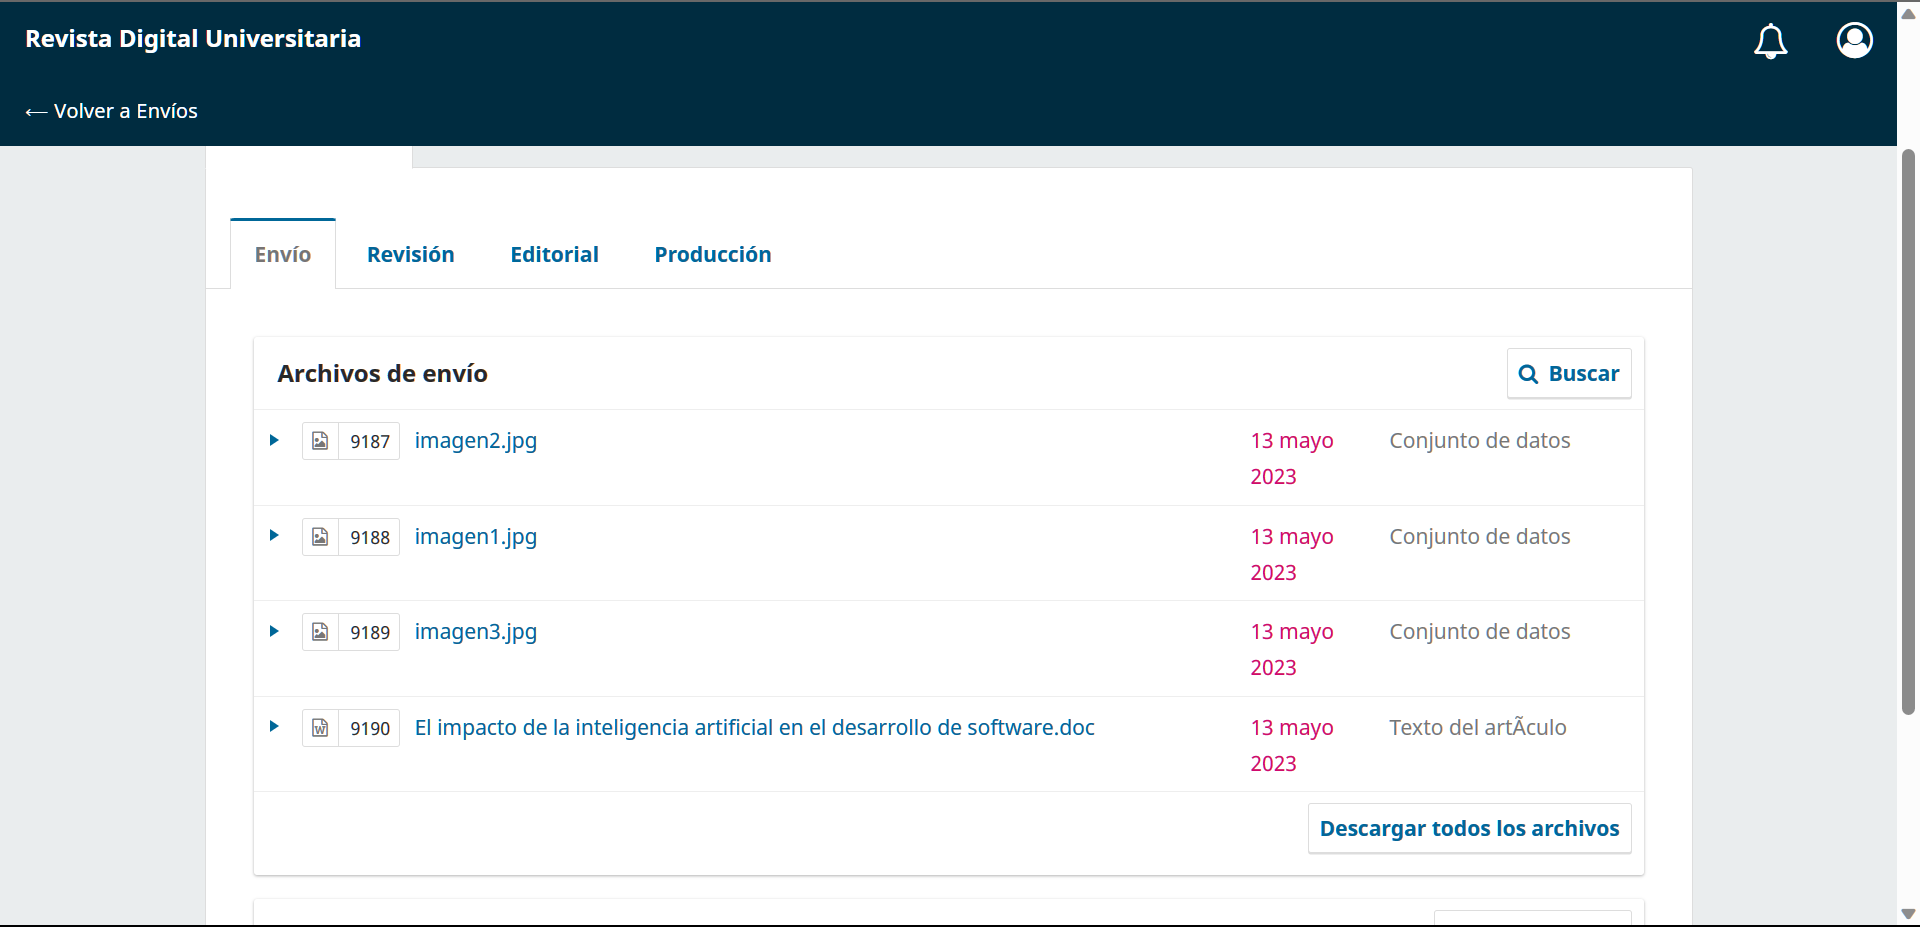 Revista Digital Universitaria
← Volver a Envíos
Envío Revisión Editorial Producción
Archivos de envío Buscar
9187 imagen2.jpg 13 mayo 2023 Conjunto de datos
9188 imagen1.jpg 13 mayo 2023 Conjunto de datos
9189 imagen3.jpg 13 mayo 2023 Conjunto de datos
9190 El impacto de la inteligencia artificial en el desarrollo de software.doc 13 mayo 2023 Texto del artÃculo
Descargar todos los archivos